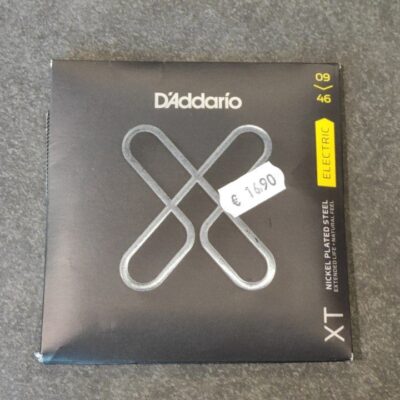 D'Addario
09
46
ELECTRIC
€ 16,90
NICKEL PLATED STEEL
EXTENDED LIFE • NATURAL FEEL
XT